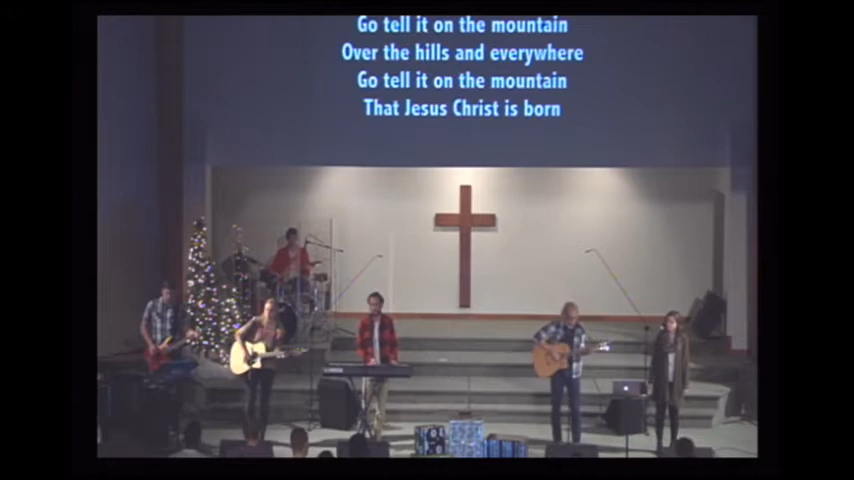 Go tell it on the mountain
Over the hills and everywhere
Go tell it on the mountain
That Jesus Christ is born